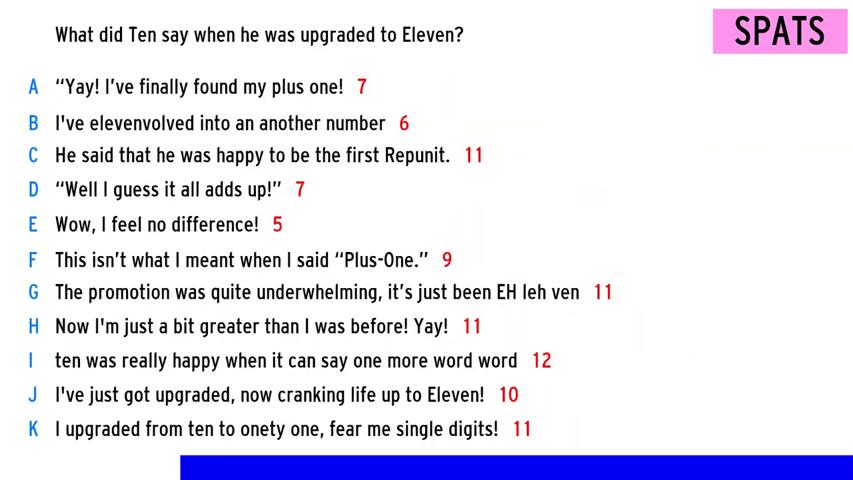 What did Ten say when he was upgraded to Eleven?
SPATS
A “Yay! I’ve finally found my plus one! 7
B I've elevenvolved into an another number 6
C He said that he was happy to be the first Repunit. 11
D “Well I guess it all adds up!” 7
E Wow, I feel no difference! 5
F This isn’t what I meant when I said “Plus-One.” 9
G The promotion was quite underwhelming, it’s just been EH leh ven 11
H Now I'm just a bit greater than I was before! Yay! 11
I ten was really happy when it can say one more word word 12
J I've just got upgraded, now cranking life up to Eleven! 10
K I upgraded from ten to onety one, fear me single digits! 11